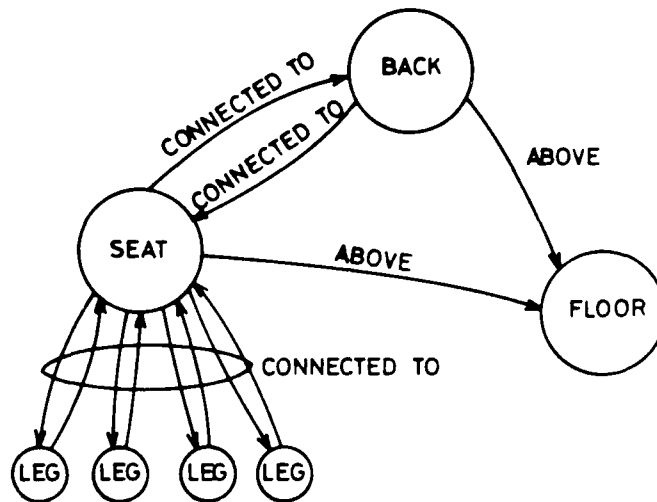 BACK
CONNECTED TO
CONNECTED TO
ABOVE
SEAT
ABOVE
FLOOR
CONNECTED TO
LEG
LEG
LEG
LEG